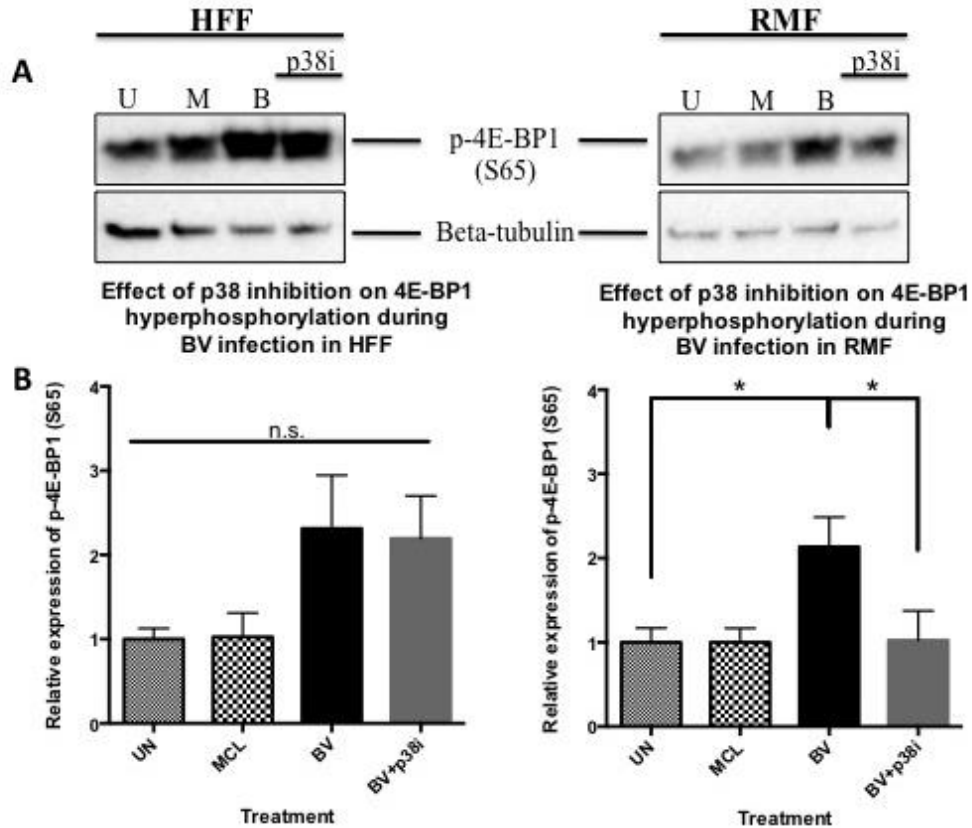 HFF
RMF
A
p38i
p38i
U M B
U M B
p-4E-BP1
(S65)
Beta-tubulin
Effect of p38 inhibition on 4E-BP1
hyperphosphorylation during
BV infection in HFF
Effect of p38 inhibition on 4E-BP1
hyperphosphorylation during
BV infection in RMF
B
Relative expression of p-4E-BP1 (S65)
4
3
2
1
0
n.s.
UN
MCL
BV
BV+p38i
Treatment
Relative expression of p-4E-BP1 (S65)
4
3
2
1
0
* *
UN
MCL
BV
BV+p38i
Treatment